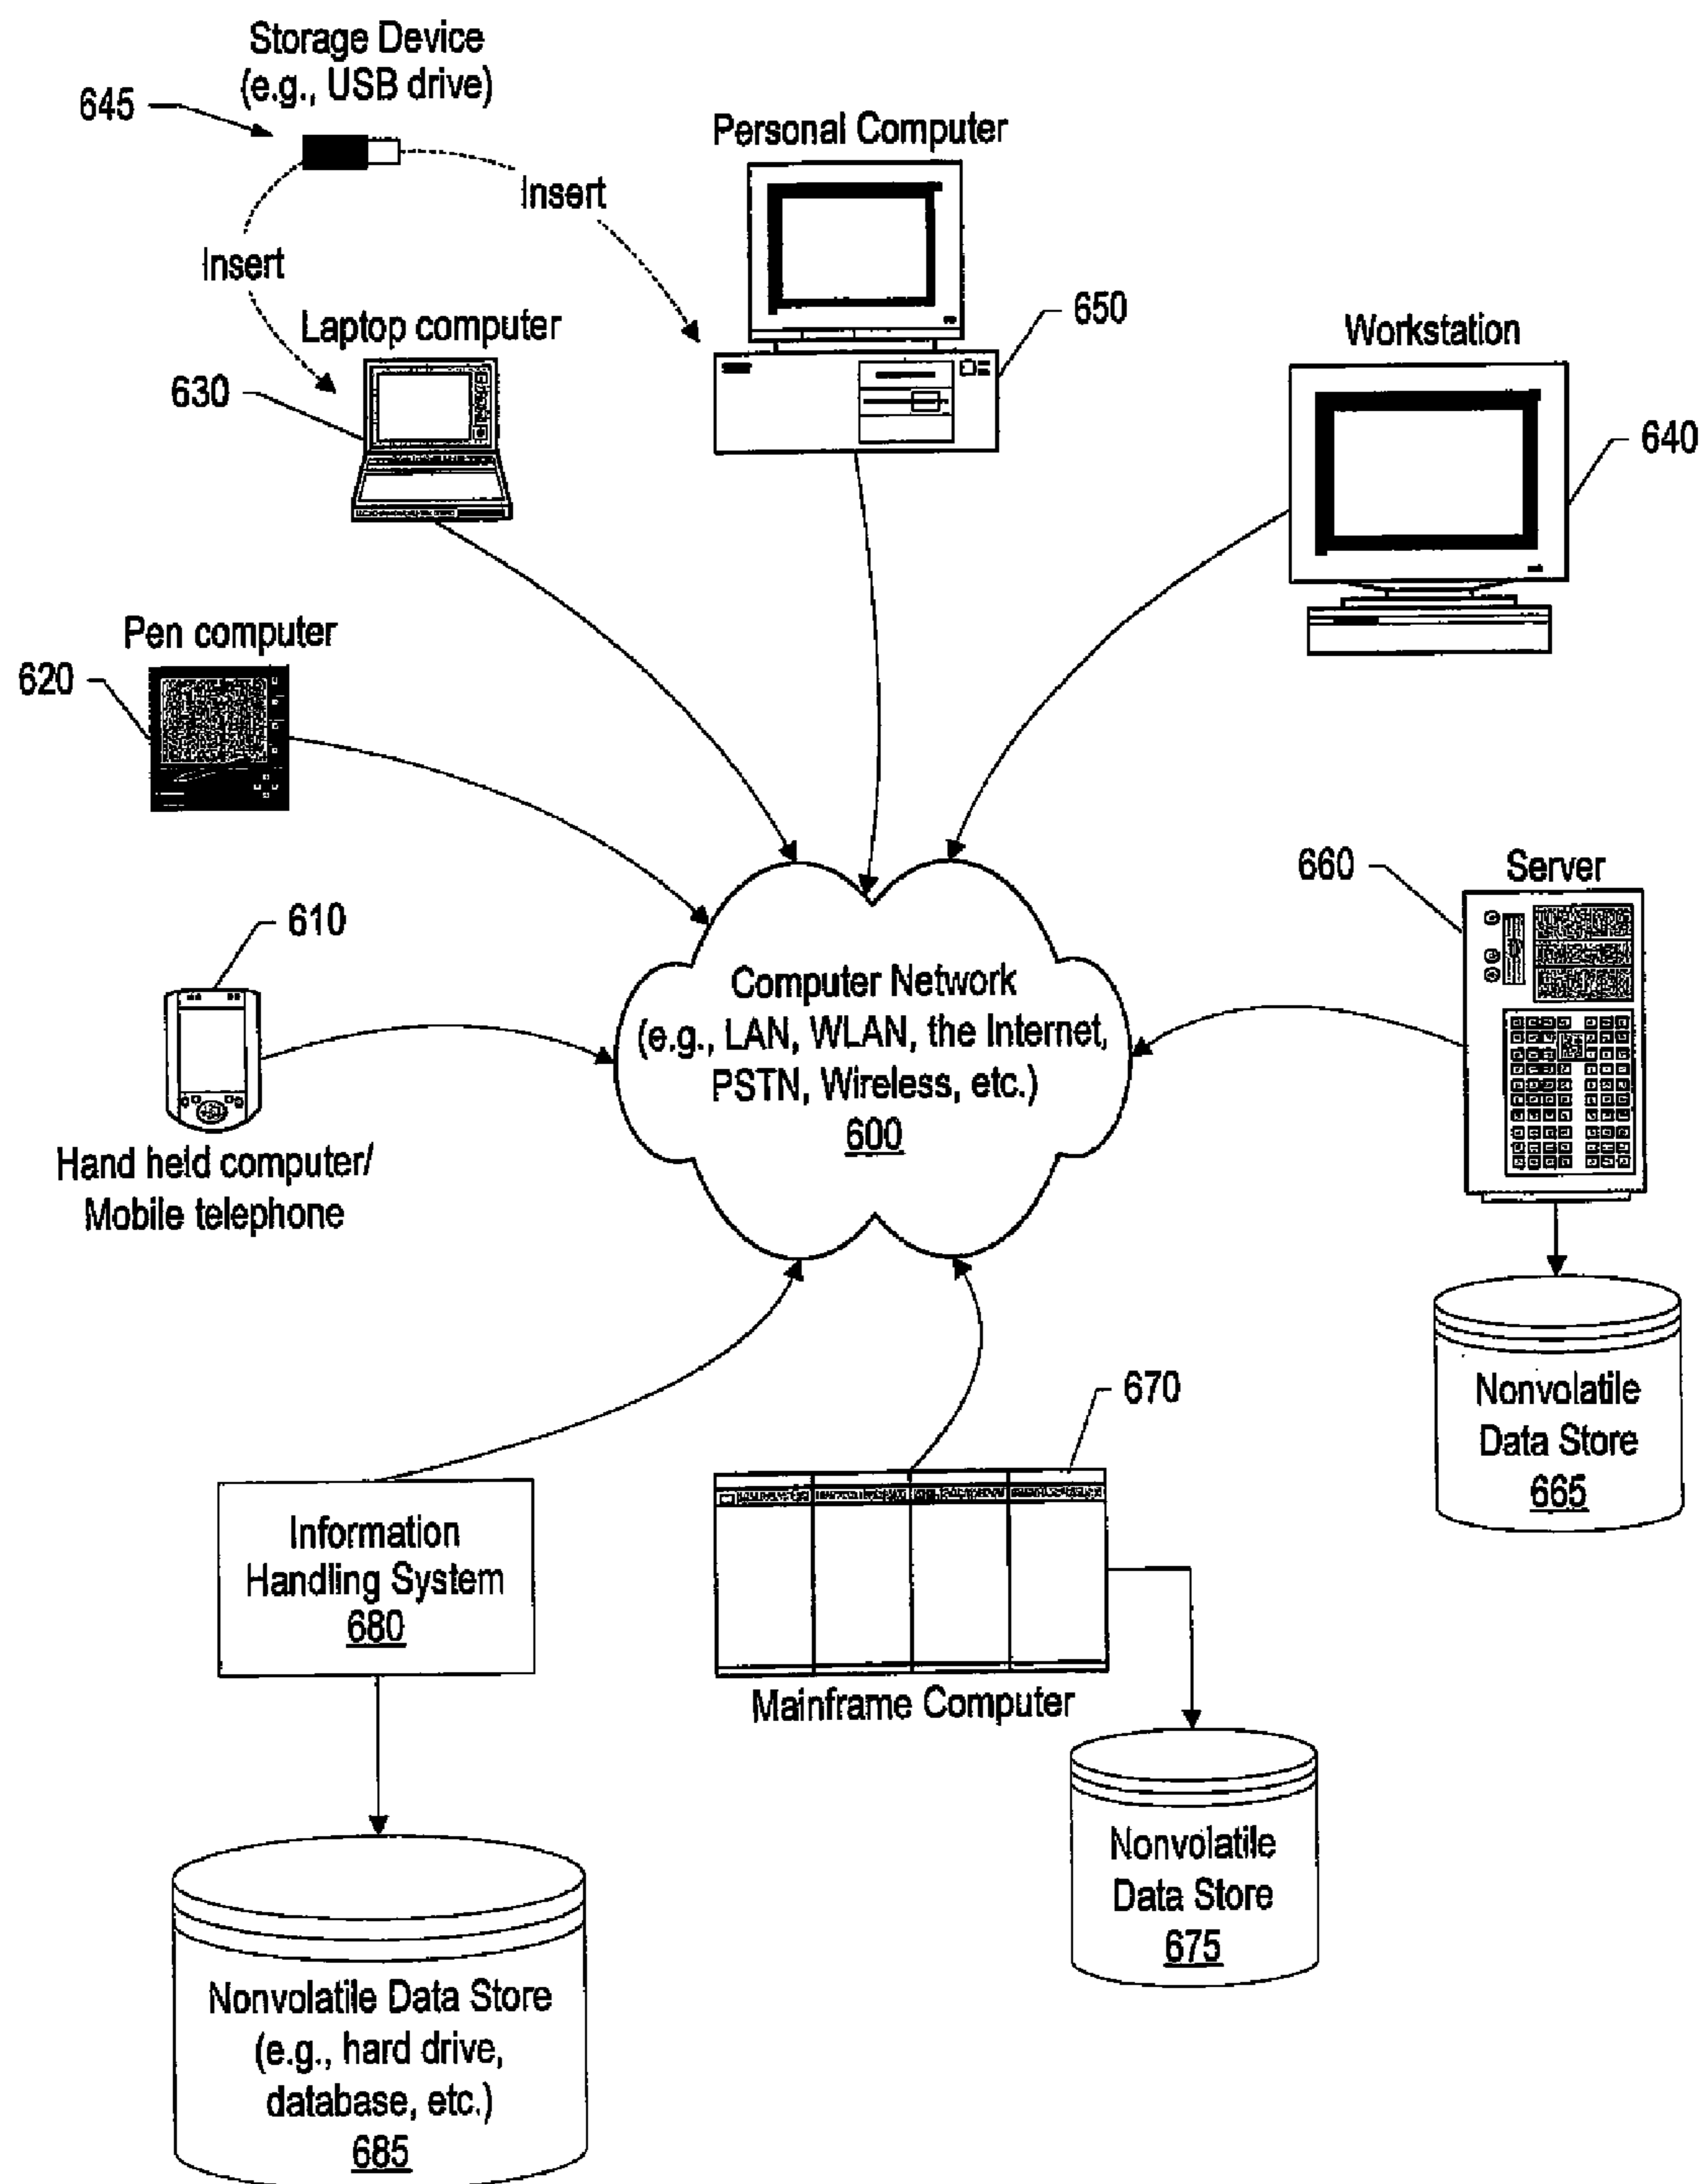 Storage Device
(e.g., USB drive)
645
Personal Computer
Insert
Insert
650
Laptop computer
630
Workstation
640
Pen computer
620
660
Server
610
Computer Network
(e.g., LAN, WLAN, the Internet,
PSTN, Wireless, etc.)
600
Hand held computer/
Mobile telephone
Nonvolatile
Data Store
665
670
Information
Handling System
680
Mainframe Computer
Nonvolatile
Data Store
675
Nonvolatile Data Store
(e.g., hard drive,
database, etc.)
685